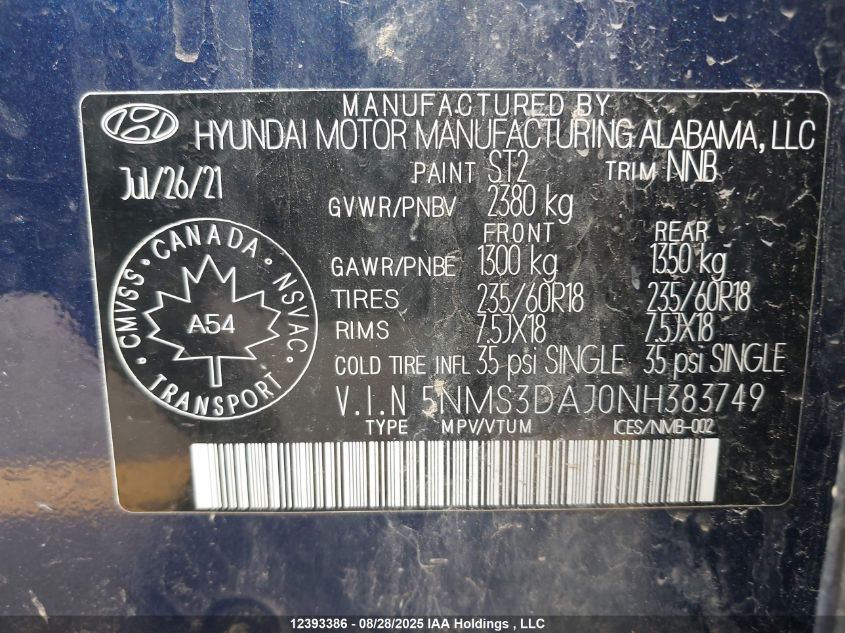 MANUFACTURED BY
HYUNDAI MOTOR MANUFACTURING ALABAMA, LLC
Jul/26/21 PAINT ST2 TRIM NNB
GVWR/PNBV 2380 kg
FRONT REAR
GAWR/PNBE 1300 kg 1350 kg
TIRES 235/60R18 235/60R18
RIMS 7.5JX18 7.5JX18
COLD TIRE INFL 35 psi SINGLE 35 psi SINGLE
V.I.N 5NMS3DAJ0NH383749
TYPE MPV/VTUM ICES/NMB-002
CMVSS · CANADA · NSVAC
A54
TRANSPORT
12393386 - 08/28/2025 IAA Holdings , LLC